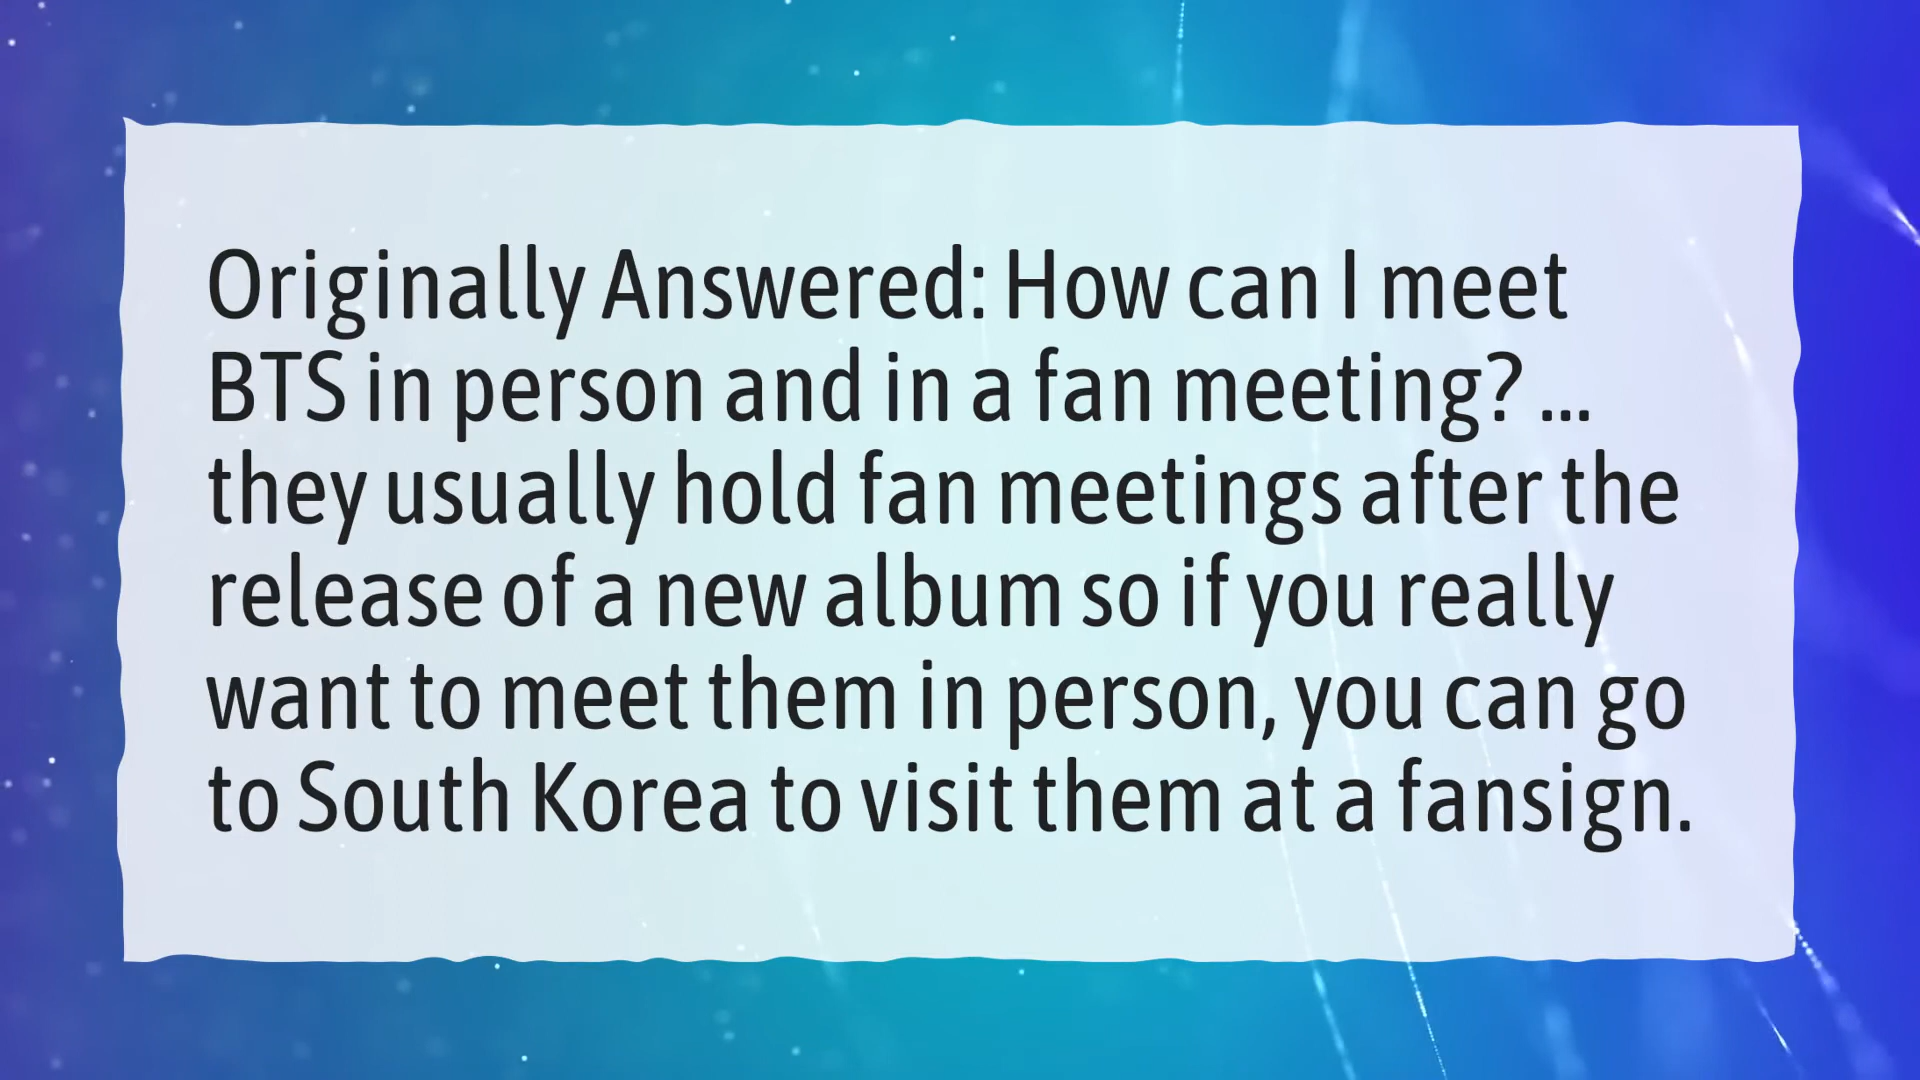 Originally Answered: How can I meet
BTS in person and in a fan meeting? ...
they usually hold fan meetings after the
release of a new album so if you really
want to meet them in person, you can go
to South Korea to visit them at a fansign.